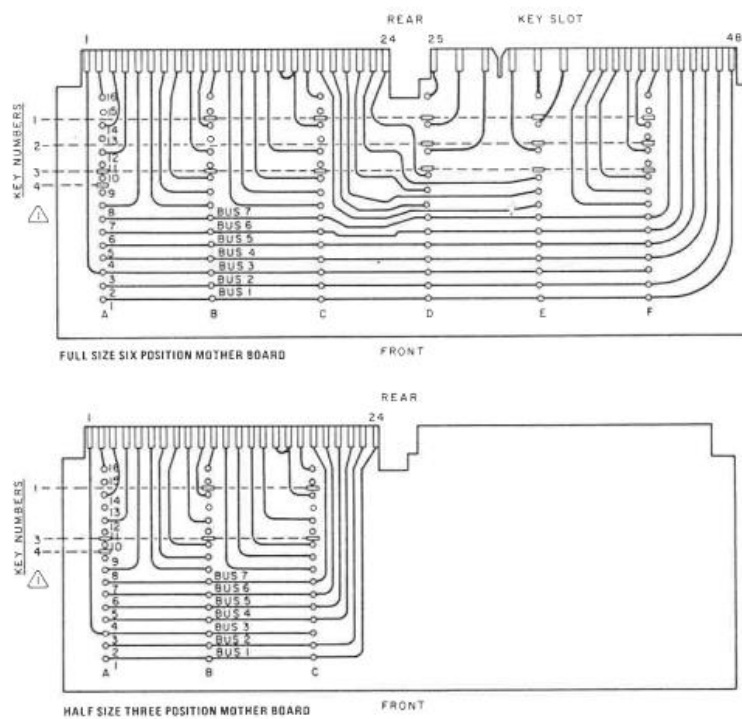 REAR KEY SLOT
1 24 25 48
16
15
1
14
2 13
12
3 11
10
4
9
KEY NUMBERS
1
8 BUS 7
7 BUS 6
6 BUS 5
5 BUS 4
4 BUS 3
3 BUS 2
2 BUS 1
1
A B C D E F
FULL SIZE SIX POSITION MOTHER BOARD FRONT
REAR
1 24
16
1 15
14
13
12
3 11
4 10
9
KEY NUMBERS
1
8 BUS 7
7 BUS 6
6 BUS 5
5 BUS 4
4 BUS 3
3 BUS 2
2 BUS 1
1
A B C
HALF SIZE THREE POSITION MOTHER BOARD FRONT